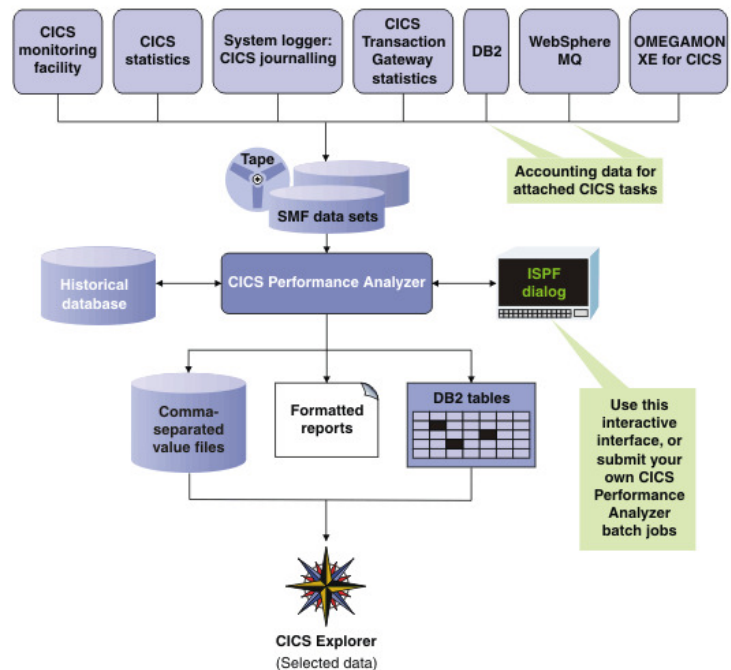 CICS
monitoring
facility
CICS
statistics
System logger:
CICS journalling
CICS
Transaction
Gateway
statistics
DB2
WebSphere
MQ
OMEGAMON
XE for CICS
Accounting data for
attached CICS tasks
Tape
SMF data sets
Historical
database
CICS Performance Analyzer
ISPF
dialog
Comma-
separated
value files
Formatted
reports
DB2 tables
Use this
interactive
interface, or
submit your
own CICS
Performance
Analyzer
batch jobs
CICS Explorer
(Selected data)